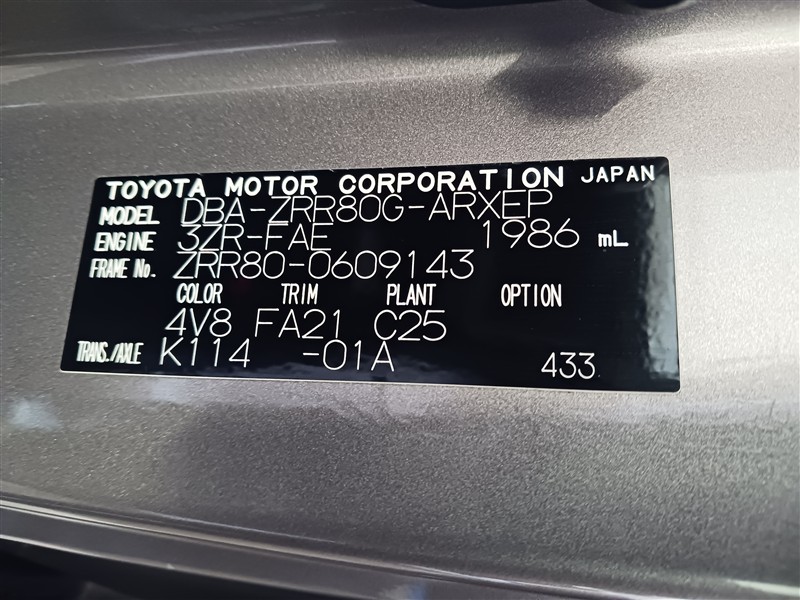 TOYOTA MOTOR CORPORATION JAPAN
MODEL DBA-ZRR80G-ARXEP
ENGINE 3ZR-FAE 1986 mL
FRAME No. ZRR80-0609143
COLOR TRIM PLANT OPTION
4V8 FA21 C25
TRANS./AXLE K114 -01A 433